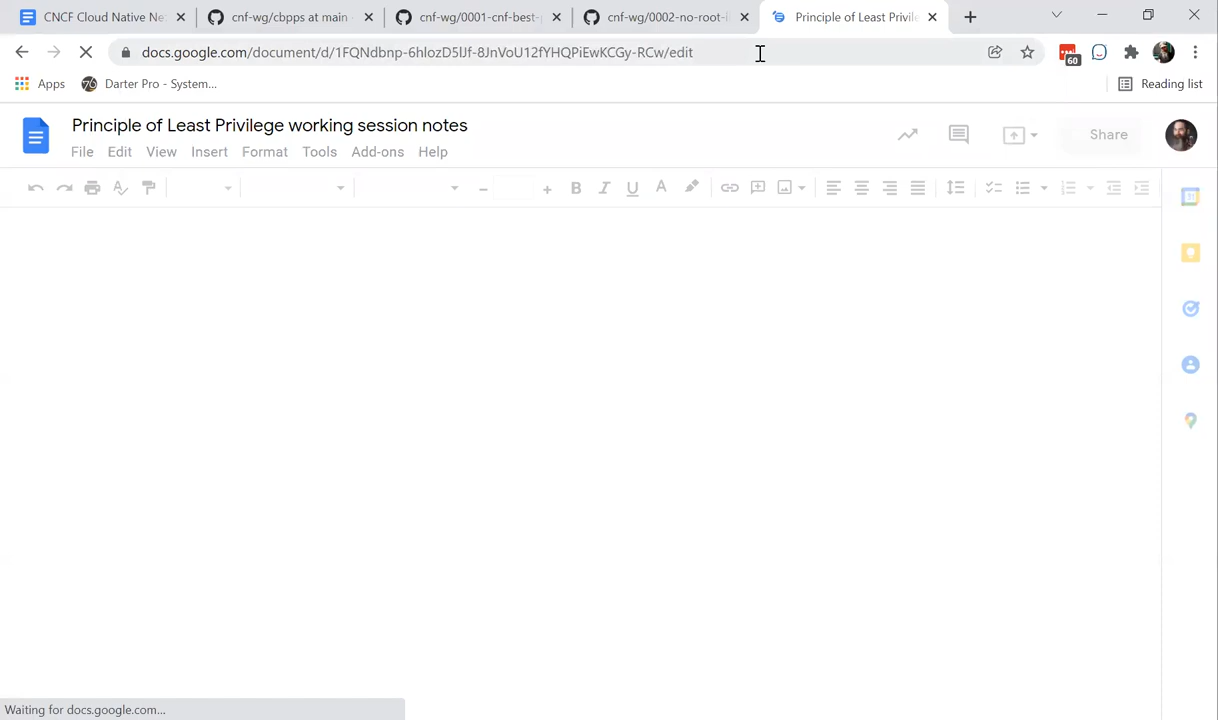 CNCF Cloud Native Ne
cnf-wg/cbpps at main
cnf-wg/0001-cnf-best-
cnf-wg/0002-no-root-i
Principle of Least Privile
docs.google.com/document/d/1FQNdbnp-6hIozD5IJf-8JnVoU12fYHQPiEwKCGy-RCw/edit
60
Apps
Darter Pro - System...
Reading list
Principle of Least Privilege working session notes
File Edit View Insert Format Tools Add-ons Help
Share
B I U A
31
Waiting for docs.google.com...